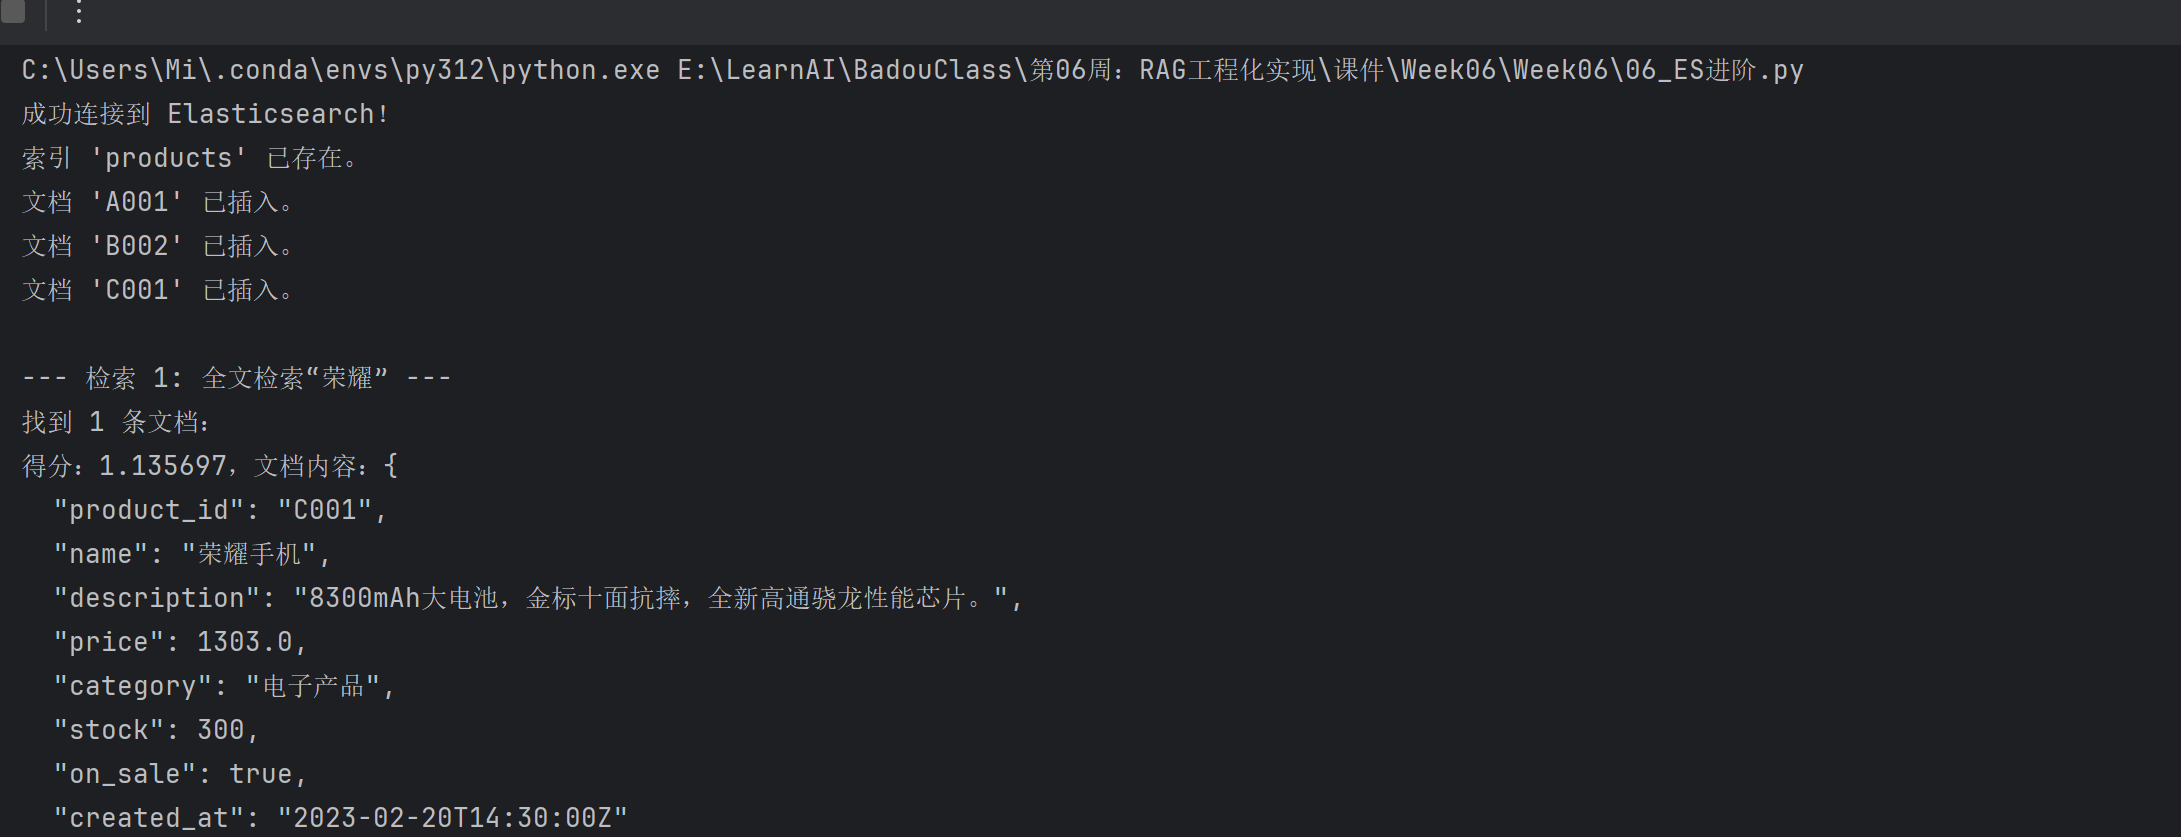 C:\Users\Mi\.conda\envs\py312\python.exe E:\LearnAI\BadouClass\第06周：RAG工程化实现\课件\Week06\Week06\06_ES进阶.py
成功连接到 Elasticsearch！
索引 'products' 已存在。
文档 'A001' 已插入。
文档 'B002' 已插入。
文档 'C001' 已插入。
--- 检索 1: 全文检索“荣耀” ---
找到 1 条文档：
得分：1.135697，文档内容：{
  "product_id": "C001",
  "name": "荣耀手机",
  "description": "8300mAh大电池，金标十面抗摔，全新高通骁龙性能芯片。",
  "price": 1303.0,
  "category": "电子产品",
  "stock": 300,
  "on_sale": true,
  "created_at": "2023-02-20T14:30:00Z"